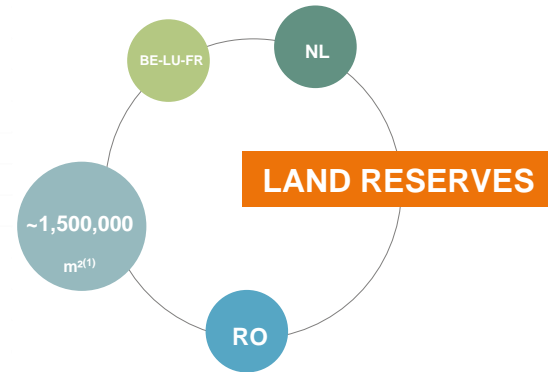 BE-LU-FR
NL
LAND RESERVES
~1,500,000
m²⁽¹⁾
RO